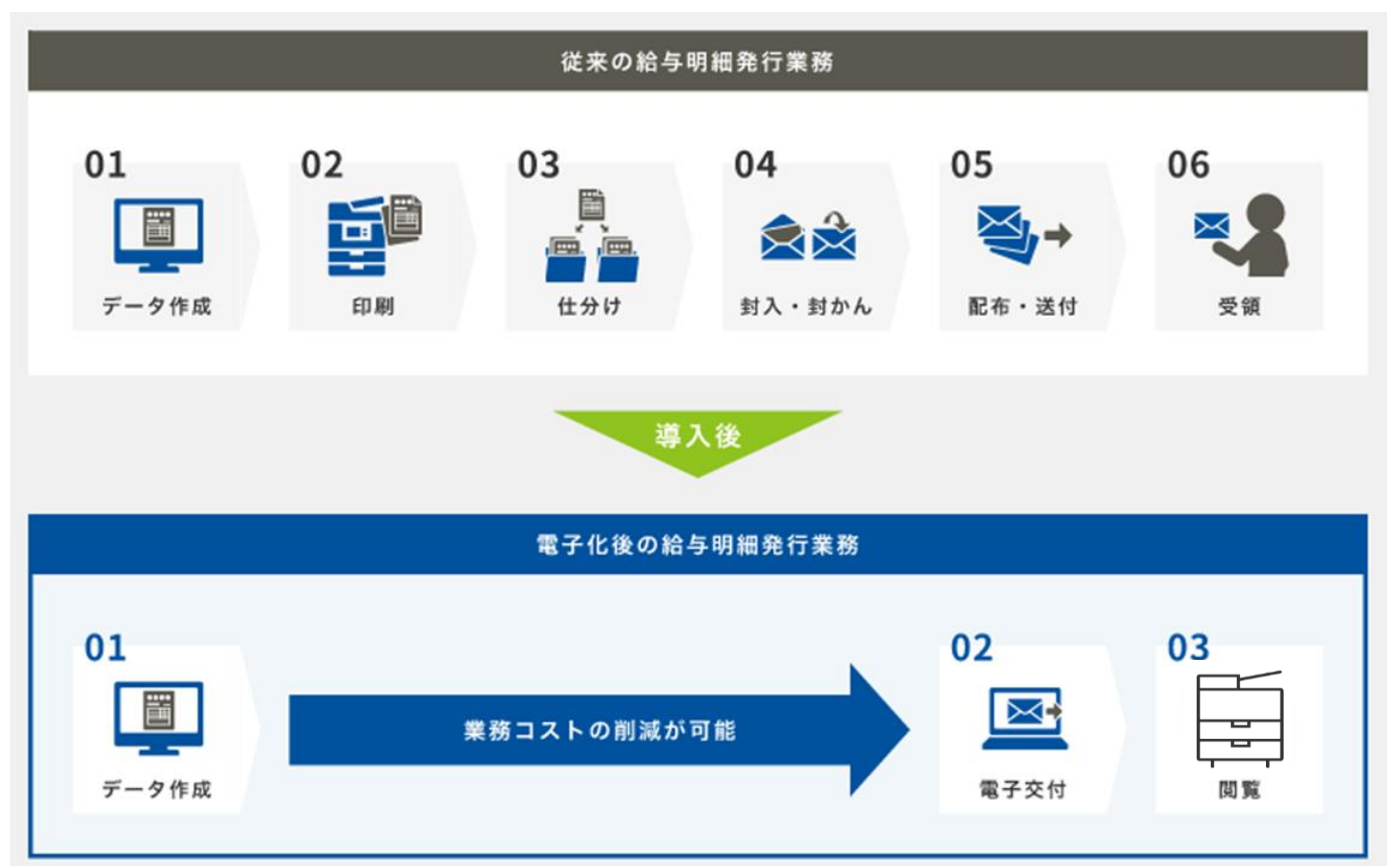 従来の給与明細発行業務
01
データ作成
02
印刷
03
仕分け
04
封入・封かん
05
配布・送付
06
受領
導入後
電子化後の給与明細発行業務
01
データ作成
業務コストの削減が可能
02
電子交付
03
閲覧